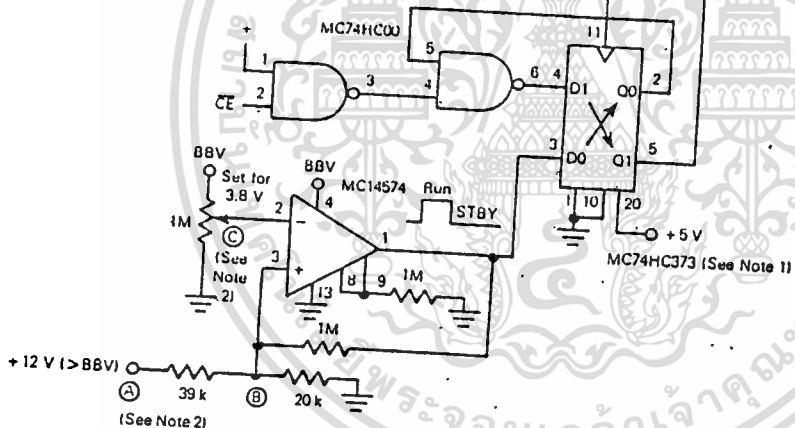 MC74HC00
11
+
1
2
3
CE
5
4
6
4
D1
Q0
2
3
D0
Q1
5
1
10
20
+5 V
MC74HC373 (See Note 1)
BBV
Set for
3.8 V
1M
C
(See
Note
2)
BBV
4
MC14574
2
−
3
+
1
13
8
9
1M
Run
STBY
1M
+12 V (>BBV)
A
39 k
B
20 k
(See Note 2)